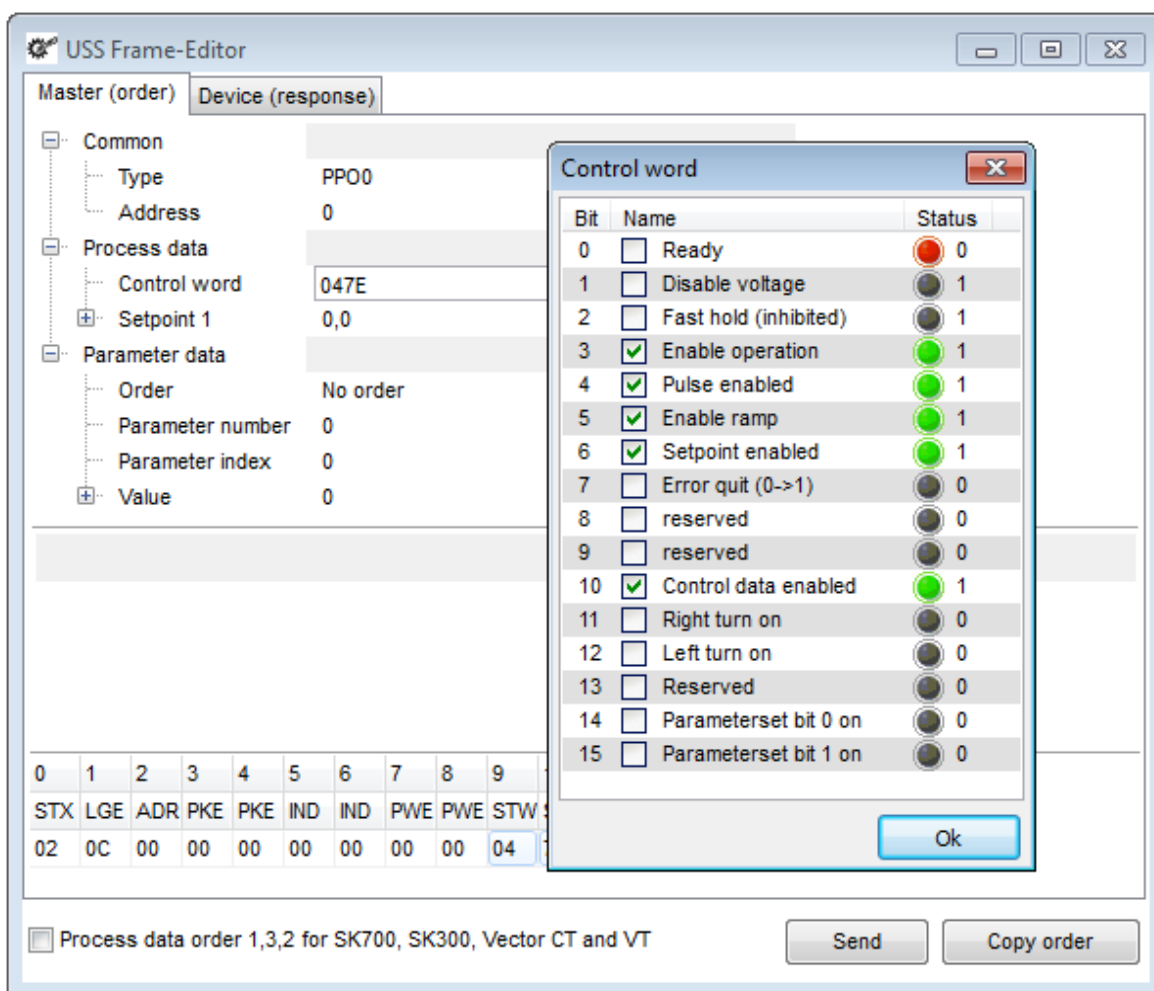 USS Frame-Editor
Master (order) Device (response)
Common
Type PPO0
Address 0
Process data
Control word 047E
Setpoint 1 0,0
Parameter data
Order No order
Parameter number 0
Parameter index 0
Value 0
Control word
Bit Name Status
0 Ready 0
1 Disable voltage 1
2 Fast hold (inhibited) 1
3 Enable operation 1
4 Pulse enabled 1
5 Enable ramp 1
6 Setpoint enabled 1
7 Error quit (0->1) 0
8 reserved 0
9 reserved 0
10 Control data enabled 1
11 Right turn on 0
12 Left turn on 0
13 Reserved 0
14 Parameterset bit 0 on 0
15 Parameterset bit 1 on 0
Ok
0 1 2 3 4 5 6 7 8 9
STX LGE ADR PKE PKE IND IND PWE PWE STW
02 0C 00 00 00 00 00 00 00 04
Process data order 1,3,2 for SK700, SK300, Vector CT and VT
Send Copy order